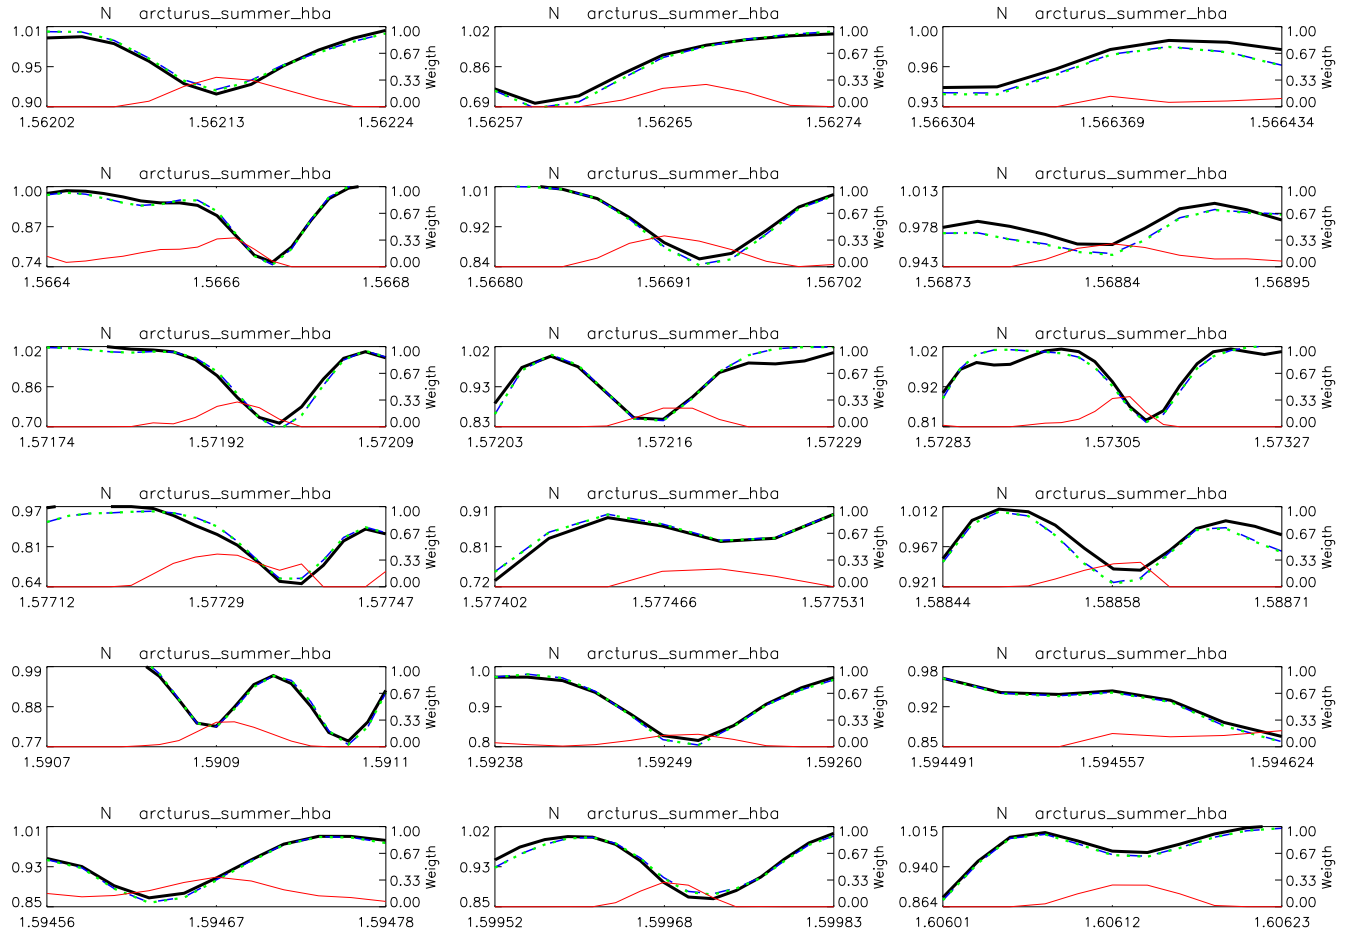 N arcturus_summer_hba N arcturus_summer_hba N arcturus_summer_hba
1.01 1.00 1.02 1.00 1.00 1.00
0.95 0.67 0.86 0.67 0.96 0.67
0.33 0.33 0.33
0.90 0.00 Weigth 0.69 0.00 Weigth 0.93 0.00 Weigth
1.56202 1.56213 1.56224 1.56257 1.56265 1.56274 1.566304 1.566369 1.566434
N arcturus_summer_hba N arcturus_summer_hba N arcturus_summer_hba
1.00 1.00 1.01 1.00 1.013 1.00
0.87 0.67 0.92 0.67 0.978 0.67
0.33 0.33 0.33
0.74 0.00 Weigth 0.84 0.00 Weigth 0.943 0.00 Weigth
1.5664 1.5666 1.5668 1.56680 1.56691 1.56702 1.56873 1.56884 1.56895
N arcturus_summer_hba N arcturus_summer_hba N arcturus_summer_hba
1.02 1.00 1.02 1.00 1.02 1.00
0.86 0.67 0.93 0.67 0.92 0.67
0.33 0.33 0.33
0.70 0.00 Weigth 0.83 0.00 Weigth 0.81 0.00 Weigth
1.57174 1.57192 1.57209 1.57203 1.57216 1.57229 1.57283 1.57305 1.57327
N arcturus_summer_hba N arcturus_summer_hba N arcturus_summer_hba
0.97 1.00 0.91 1.00 1.012 1.00
0.81 0.67 0.81 0.67 0.967 0.67
0.33 0.33 0.33
0.64 0.00 Weigth 0.72 0.00 Weigth 0.921 0.00 Weigth
1.57712 1.57729 1.57747 1.577402 1.577466 1.577531 1.58844 1.58858 1.58871
N arcturus_summer_hba N arcturus_summer_hba N arcturus_summer_hba
0.99 1.00 1.0 1.00 0.98 1.00
0.88 0.67 0.9 0.67 0.92 0.67
0.33 0.33 0.33
0.77 0.00 Weigth 0.8 0.00 Weigth 0.85 0.00 Weigth
1.5907 1.5909 1.5911 1.59238 1.59249 1.59260 1.594491 1.594557 1.594624
N arcturus_summer_hba N arcturus_summer_hba N arcturus_summer_hba
1.01 1.00 1.02 1.00 1.015 1.00
0.93 0.67 0.93 0.67 0.940 0.67
0.33 0.33 0.33
0.85 0.00 Weigth 0.85 0.00 Weigth 0.864 0.00 Weigth
1.59456 1.59467 1.59478 1.59952 1.59968 1.59983 1.60601 1.60612 1.60623